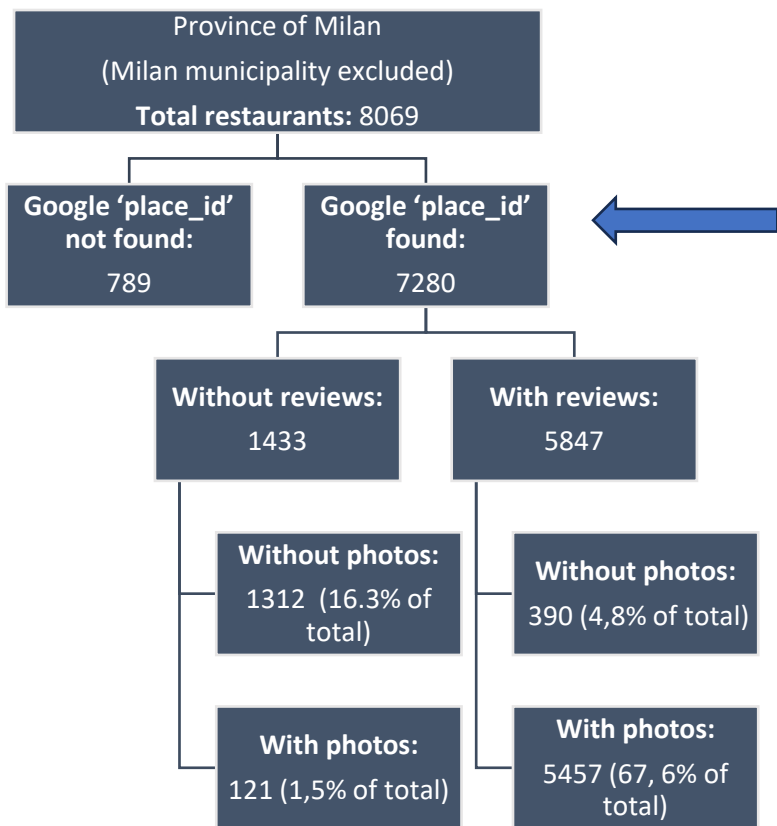 Province of Milan
(Milan municipality excluded)
Total restaurants: 8069
Google ‘place_id’
not found:
789
Google ‘place_id’
found:
7280
Without reviews:
1433
With reviews:
5847
Without photos:
1312 (16.3% of
total)
Without photos:
390 (4,8% of total)
With photos:
121 (1,5% of total)
With photos:
5457 (67, 6% of
total)